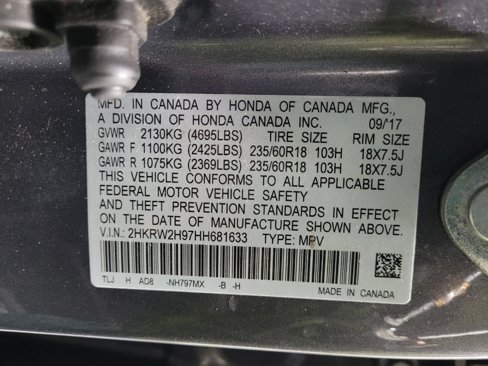 MFD. IN CANADA BY HONDA OF CANADA MFG.,
A DIVISION OF HONDA CANADA INC. 09/17
GVWR 2130KG (4695LBS) TIRE SIZE RIM SIZE
GAWR F 1100KG (2425LBS) 235/60R18 103H 18X7.5J
GAWR R 1075KG (2369LBS) 235/60R18 103H 18X7.5J
THIS VEHICLE CONFORMS TO ALL APPLICABLE
FEDERAL MOTOR VEHICLE SAFETY
AND THEFT PREVENTION STANDARDS IN EFFECT
ON THE DATE OF MANUFACTURE SHOWN ABOVE.
V.I.N.: 2HKRW2H97HH681633 TYPE: MPV
TLJ H AD8 -NH797MX -B -H
MADE IN CANADA